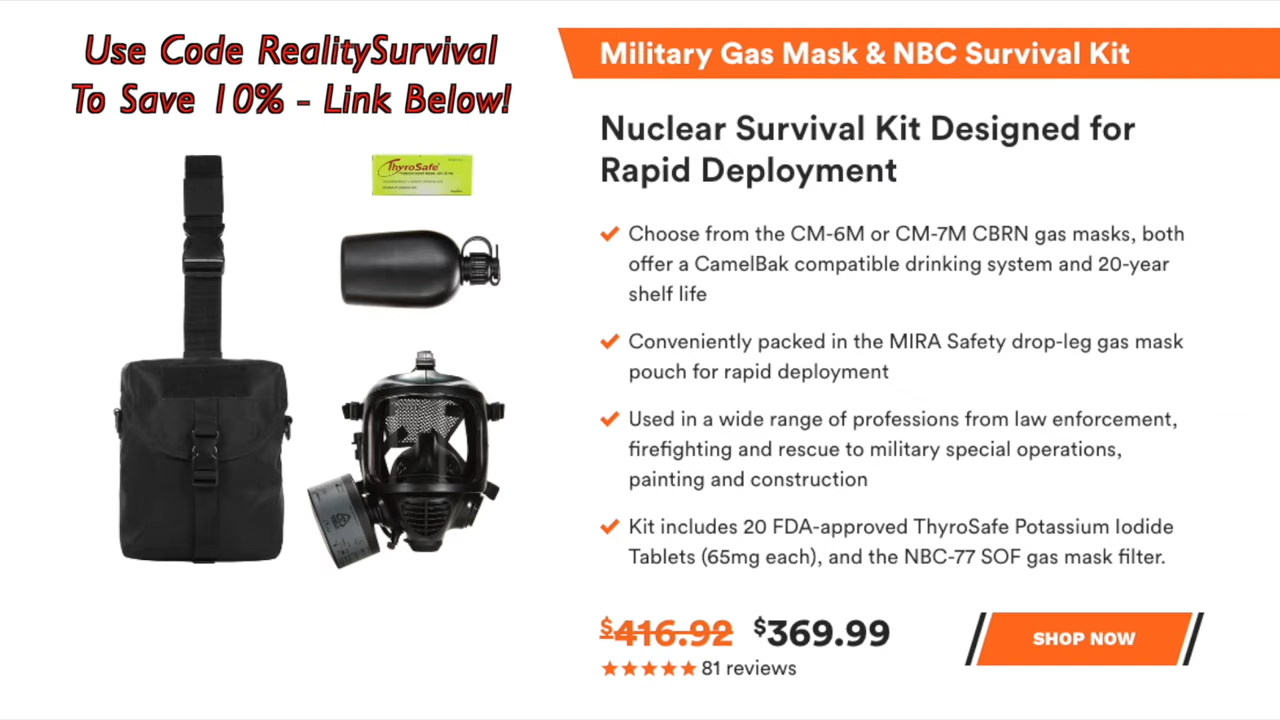 Use Code RealitySurvival
To Save 10% - Link Below!
Military Gas Mask & NBC Survival Kit
Nuclear Survival Kit Designed for
Rapid Deployment
Choose from the CM-6M or CM-7M CBRN gas masks, both
offer a CamelBak compatible drinking system and 20-year
shelf life
Conveniently packed in the MIRA Safety drop-leg gas mask
pouch for rapid deployment
Used in a wide range of professions from law enforcement,
firefighting and rescue to military special operations,
painting and construction
Kit includes 20 FDA-approved ThyroSafe Potassium Iodide
Tablets (65mg each), and the NBC-77 SOF gas mask filter.
$416.92 $369.99
81 reviews
SHOP NOW
ThyroSafe